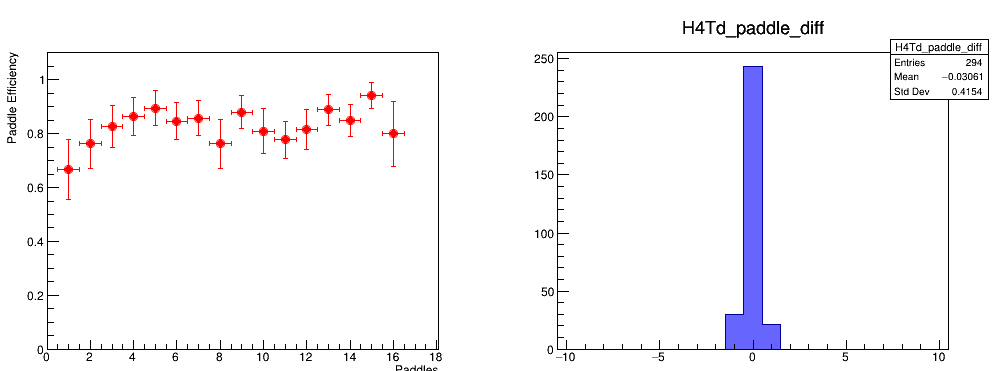 H4Td_paddle_diff
H4Td_paddle_diff
Entries 294
Mean −0.03061
Std Dev 0.4154
Paddle Efficiency
1
0.8
0.6
0.4
0.2
0
0 2 4 6 8 10 12 14 16 18
Paddles
250
200
150
100
50
0
−10 −5 0 5 10